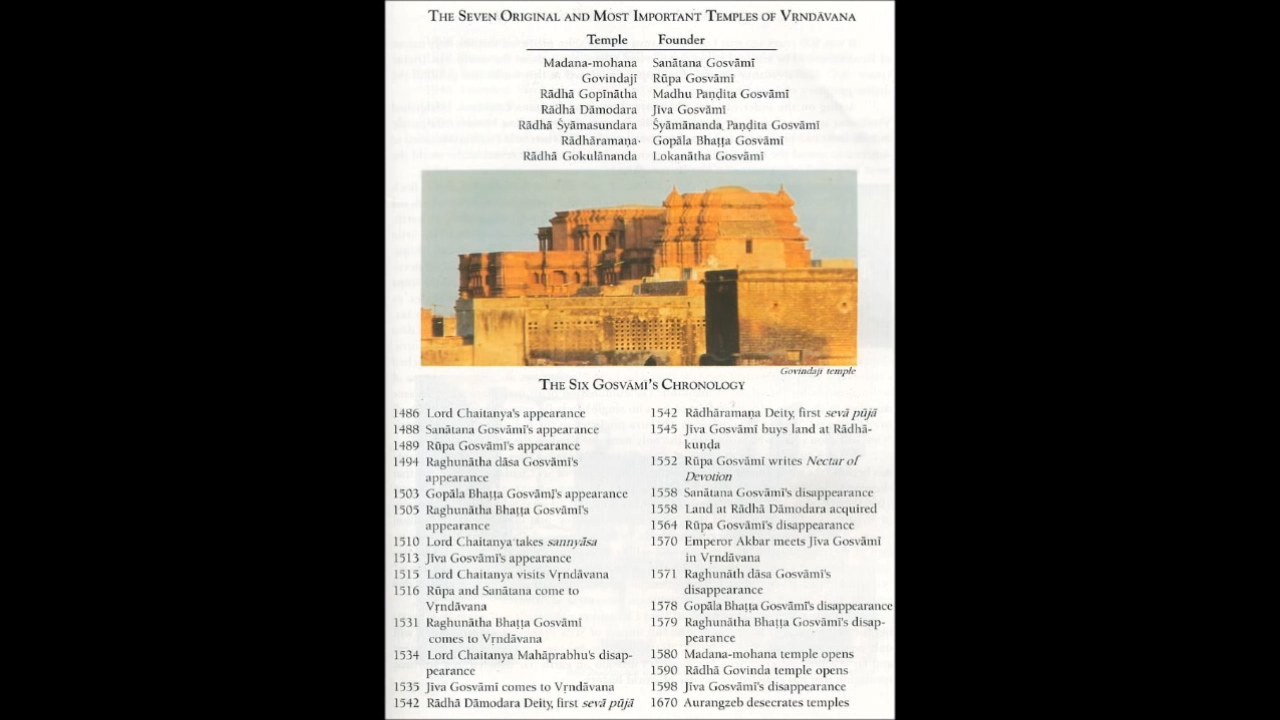 THE SEVEN ORIGINAL AND MOST IMPORTANT TEMPLES OF VṚNDĀVANA
Temple Founder
Madana-mohana Sanātana Gosvāmī
Govindajī Rūpa Gosvāmī
Rādhā Gopīnātha Madhu Paṇḍita Gosvāmī
Rādhā Dāmodara Jīva Gosvāmī
Rādhā Śyāmasundara Śyāmānanda Paṇḍita Gosvāmī
Rādhāramaṇa Gopāla Bhaṭṭa Gosvāmī
Rādhā Gokulānanda Lokanātha Gosvāmī
Govindajī temple
THE SIX GOSVĀMĪ'S CHRONOLOGY
1486 Lord Chaitanya's appearance
1488 Sanātana Gosvāmī's appearance
1489 Rūpa Gosvāmī's appearance
1494 Raghunātha dāsa Gosvāmī's
appearance
1503 Gopāla Bhaṭṭa Gosvāmī's appearance
1505 Raghunātha Bhaṭṭa Gosvāmī's
appearance
1510 Lord Chaitanya takes sannyāsa
1513 Jīva Gosvāmī's appearance
1515 Lord Chaitanya visits Vṛndāvana
1516 Rūpa and Sanātana come to
Vṛndāvana
1531 Raghunātha Bhaṭṭa Gosvāmī
comes to Vṛndāvana
1534 Lord Chaitanya Mahāprabhu's disap-
pearance
1535 Jīva Gosvāmī comes to Vṛndāvana
1542 Rādhā Dāmodara Deity, first sevā pūjā
1542 Rādhāramaṇa Deity, first sevā pūjā
1545 Jīva Gosvāmī buys land at Rādhā-
kuṇḍa
1552 Rūpa Gosvāmī writes Nectar of
Devotion
1558 Sanātana Gosvāmī's disappearance
1558 Land at Rādhā Dāmodara acquired
1564 Rūpa Gosvāmī's disappearance
1570 Emperor Akbar meets Jīva Gosvāmī
in Vṛndāvana
1571 Raghunāth dāsa Gosvāmī's
disappearance
1578 Gopāla Bhaṭṭa Gosvāmī's disappearance
1579 Raghunātha Bhaṭṭa Gosvāmī's disap-
pearance
1580 Madana-mohana temple opens
1590 Rādhā Govinda temple opens
1598 Jīva Gosvāmī's disappearance
1670 Aurangzeb desecrates temples